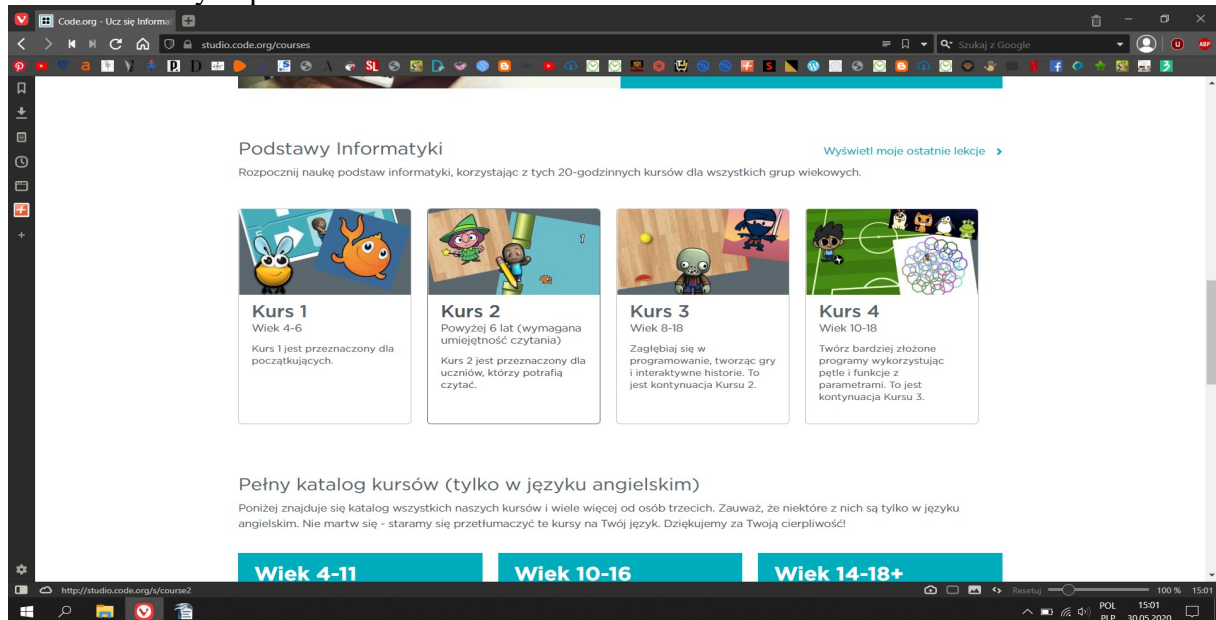 Code.org - Ucz się Informa
studio.code.org/courses
Szukaj z Google
Podstawy Informatyki
Wyświetl moje ostatnie lekcje
Rozpocznij naukę podstaw informatyki, korzystając z tych 20-godzinnych kursów dla wszystkich grup wiekowych.
Kurs 1
Wiek 4-6
Kurs 1 jest przeznaczony dla
początkujących.
Kurs 2
Powyżej 6 lat (wymagana
umiejętność czytania)
Kurs 2 jest przeznaczony dla
uczniów, którzy potrafią
czytać.
Kurs 3
Wiek 8-18
Zagłębiaj się w
programowanie, tworząc gry
i interaktywne historie. To
jest kontynuacja Kursu 2.
Kurs 4
Wiek 10-18
Twórz bardziej złożone
programy wykorzystując
pętle i funkcje z
parametrami. To jest
kontynuacja Kursu 3.
Pełny katalog kursów (tylko w języku angielskim)
Poniżej znajduje się katalog wszystkich naszych kursów i wiele więcej od osób trzecich. Zauważ, że niektóre z nich są tylko w języku
angielskim. Nie martw się - staramy się przetłumaczyć te kursy na Twój język. Dziękujemy za Twoją cierpliwość!
Wiek 4-11
Wiek 10-16
Wiek 14-18+
http://studio.code.org/s/course2
Resetuj
100 %
15:01
POL
15:01
PLP
30.05.2020